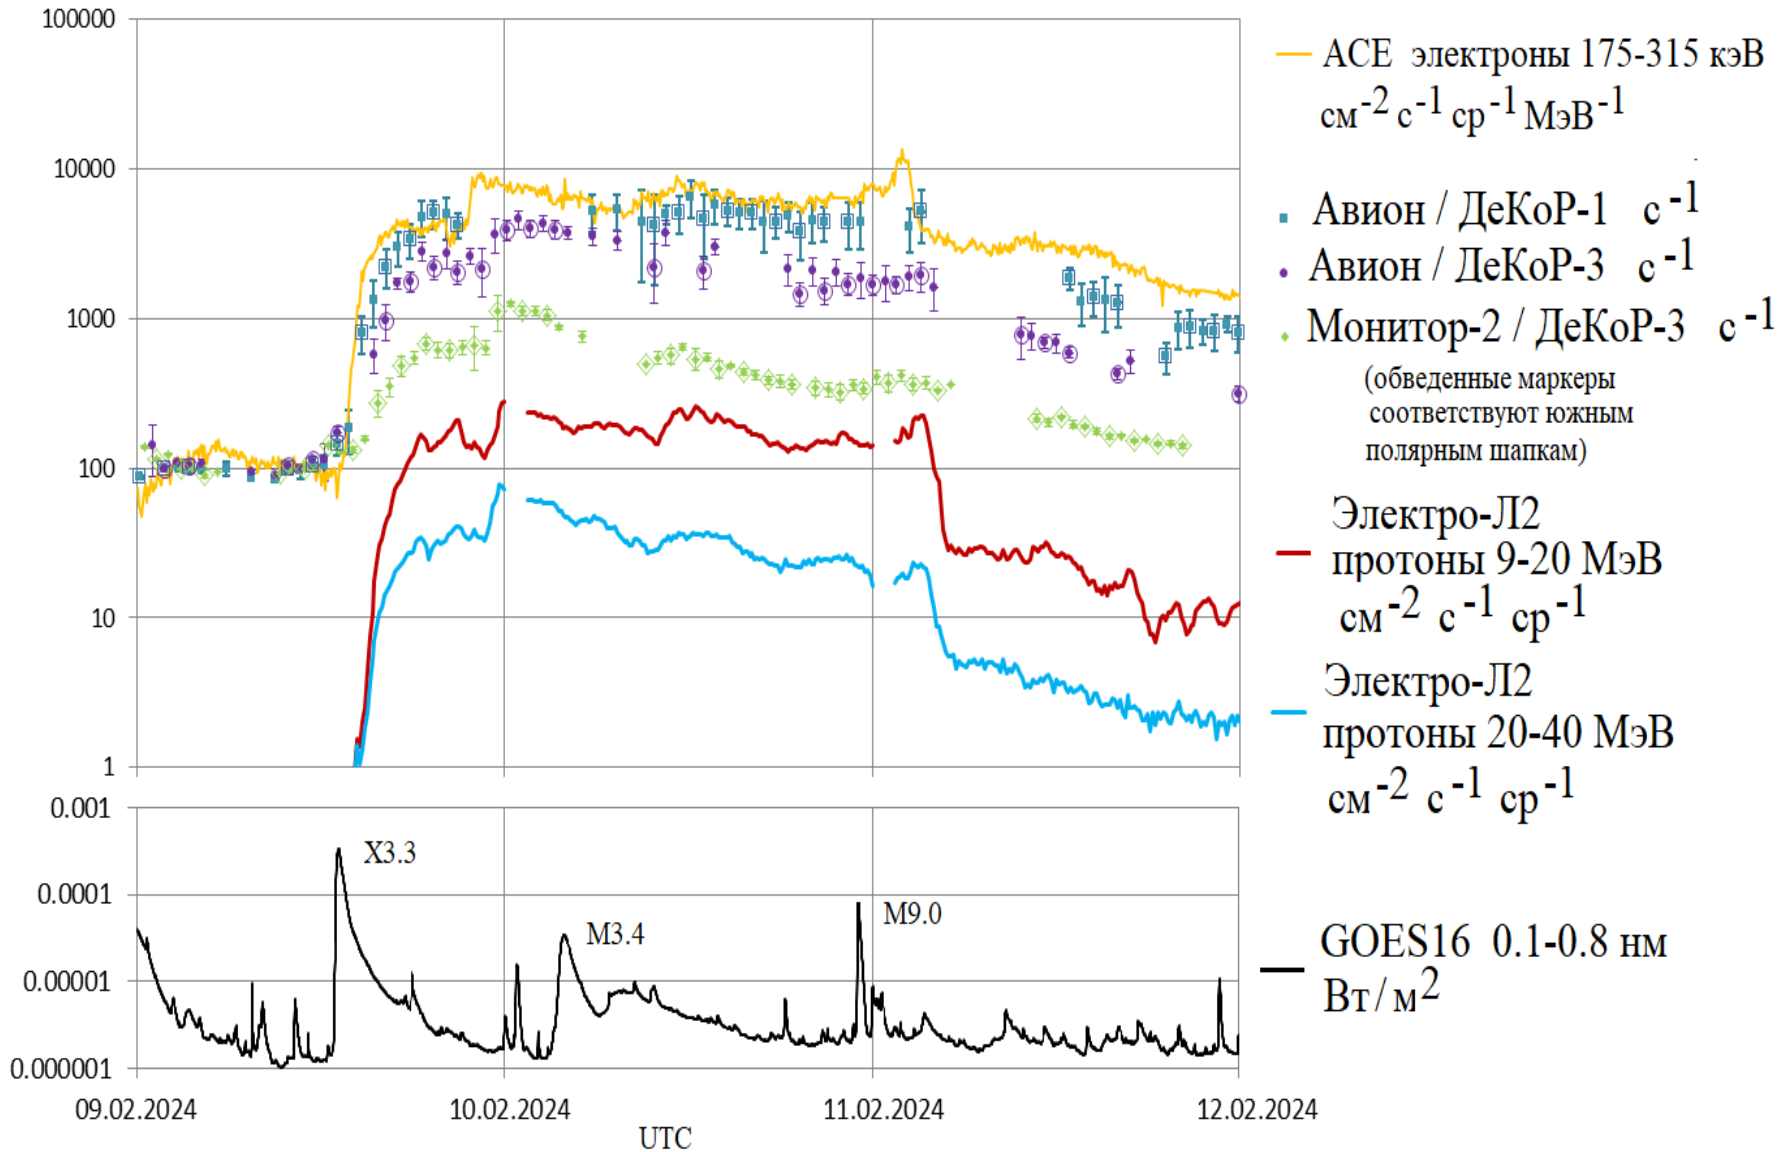 100000
10000
1000
100
10
1
ACE электроны 175-315 кэВ
см-2 с-1 ср-1 МэВ-1
Авион / ДеКоР-1 с-1
Авион / ДеКоР-3 с-1
Монитор-2 / ДеКоР-3 с-1
(обведенные маркеры
соответствуют южным
полярным шапкам)
Электро-Л2
протоны 9-20 МэВ
см-2 с-1 ср-1
Электро-Л2
протоны 20-40 МэВ
см-2 с-1 ср-1
0.001
0.0001
0.00001
0.000001
X3.3
M3.4
M9.0
GOES16 0.1-0.8 нм
Вт/м2
09.02.2024
10.02.2024
11.02.2024
12.02.2024
UTC